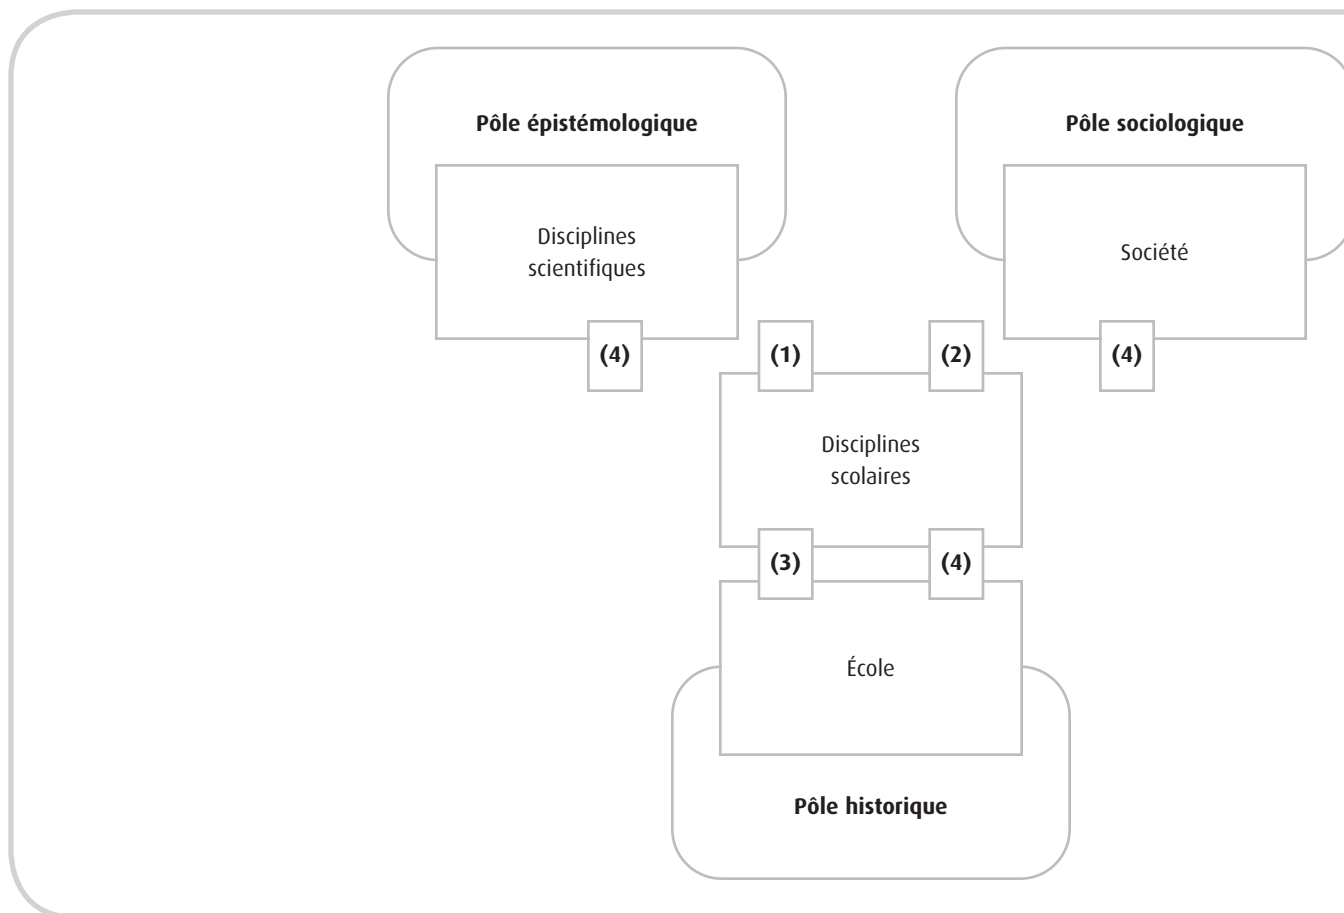 Pôle épistémologique
Pôle sociologique
Disciplines
scientifiques
Société
(4)
(1)
(2)
(4)
Disciplines
scolaires
(3)
(4)
École
Pôle historique